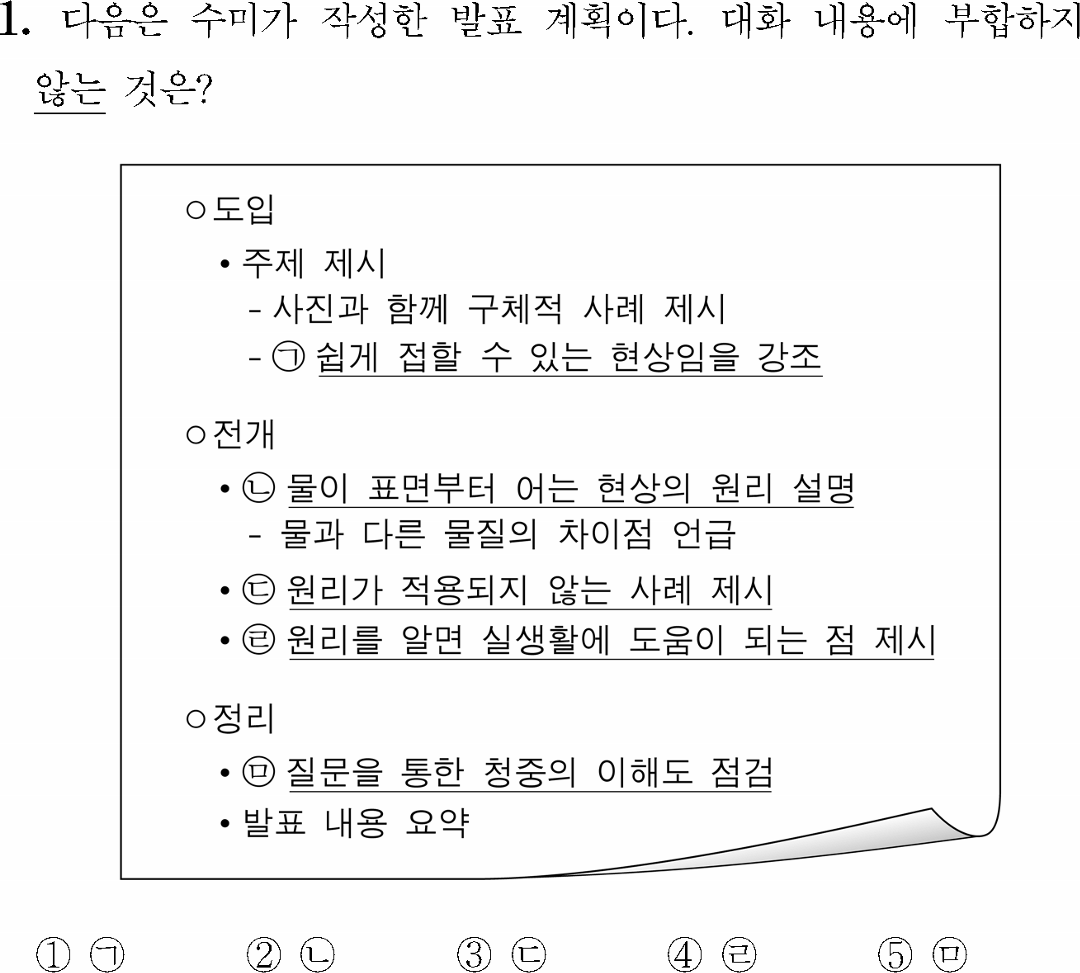 1. 다음은 수미가 작성한 발표 계획이다. 대화 내용에 부합하지
않는 것은?
○ 도입
• 주제 제시
- 사진과 함께 구체적 사례 제시
- ㉠ 쉽게 접할 수 있는 현상임을 강조
○ 전개
• ㉡ 물이 표면부터 어는 현상의 원리 설명
- 물과 다른 물질의 차이점 언급
• ㉢ 원리가 적용되지 않는 사례 제시
• ㉣ 원리를 알면 실생활에 도움이 되는 점 제시
○ 정리
• ㉤ 질문을 통한 청중의 이해도 점검
• 발표 내용 요약
① ㉠ ② ㉡ ③ ㉢ ④ ㉣ ⑤ ㉤